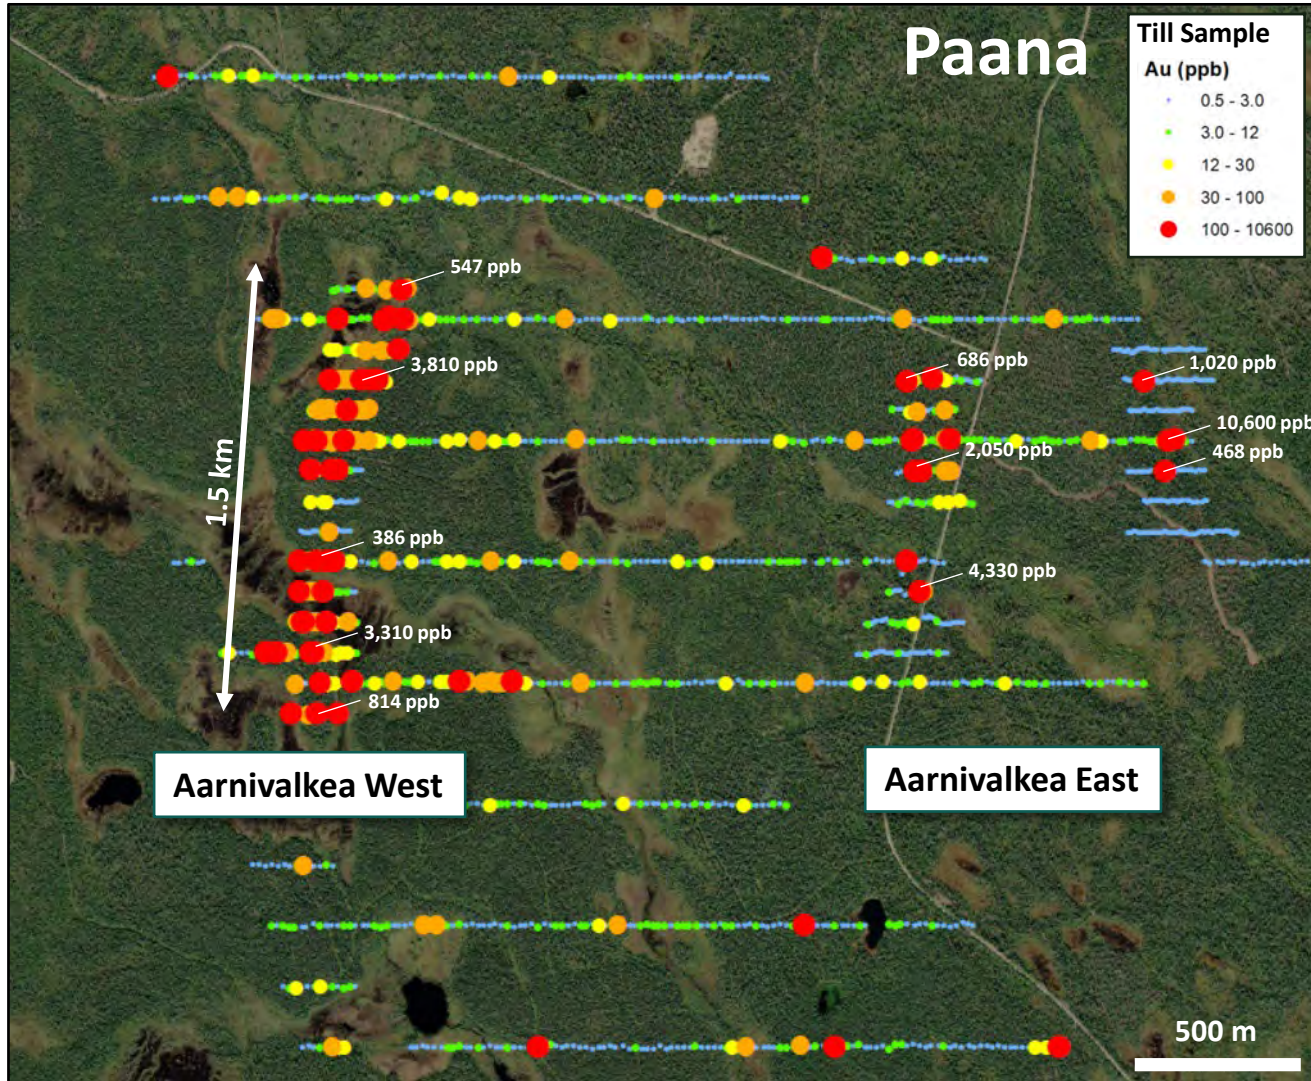 Paana
Till Sample
Au (ppb)
0.5 - 3.0
3.0 - 12
12 - 30
30 - 100
100 - 10600
547 ppb
3,810 ppb
686 ppb
1,020 ppb
10,600 ppb
2,050 ppb
468 ppb
1.5 km
386 ppb
4,330 ppb
3,310 ppb
814 ppb
Aarnivalkea West
Aarnivalkea East
500 m